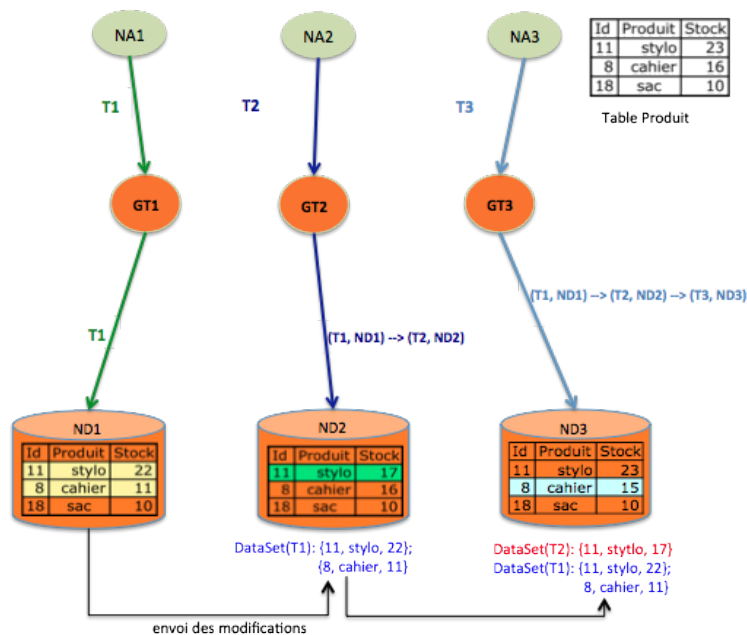 NA1
NA2
NA3
Id Produit Stock
11 stylo 23
8 cahier 16
18 sac 10
Table Produit
T1
T2
T3
GT1
GT2
GT3
T1
(T1, ND1) --> (T2, ND2)
(T1, ND1) --> (T2, ND2) --> (T3, ND3)
ND1
Id Produit Stock
11 stylo 22
8 cahier 11
18 sac 10
ND2
Id Produit Stock
11 stylo 17
8 cahier 16
18 sac 10
ND3
Id Produit Stock
11 stylo 23
8 cahier 15
18 sac 10
DataSet(T1): {11, stylo, 22};
{8, cahier, 11}
DataSet(T2): {11, stytlo, 17}
DataSet(T1): {11, stylo, 22};
8, cahier, 11}
envoi des modifications